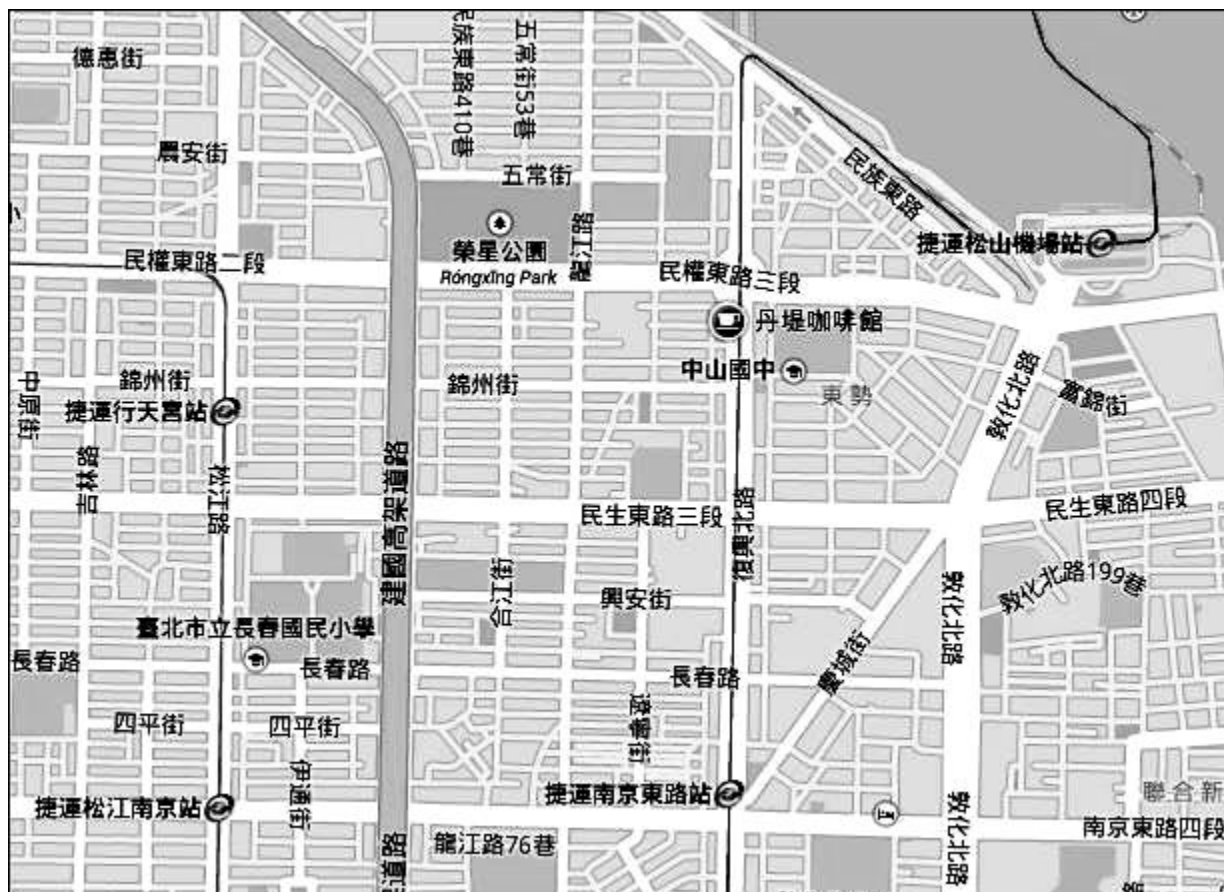 德惠街
民族東路410巷
五常街53巷
農安街
五常街
民族東路
龍江路
捷運松山機場站
榮星公園
Róngxīng Park
民權東路二段
民權東路三段
丹堤咖啡館
中山國中
東勢
錦州街
錦州街
中原街
捷運行天宮站
敦化北路
富錦街
吉林路
松江路
建國高架道路
民生東路三段
復興北路
民生東路四段
合江街
興安街
敦化北路
敦化北路199巷
臺北市立長春國民小學
長春路
長春路
長春路
慶城街
遼寧街
四平街
四平街
伊通街
捷運松江南京站
捷運南京東路站
敦化北路
聯合新
南京東路四段
龍江路76巷
道路
路